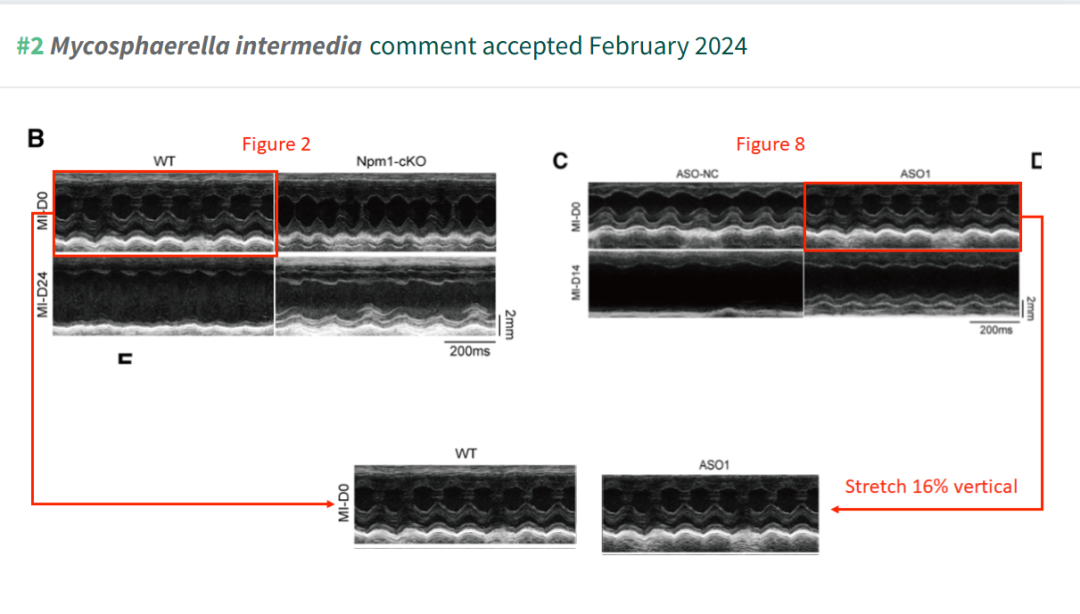 #2 Mycosphaerella intermedia comment accepted February 2024
B
Figure 2
WT
Npm1-cKO
MI-D0
MI-D24
2mm
200ms
Figure 8
C
ASO-NC
ASO1
MI-D0
MI-D14
2mm
200ms
WT
MI-D0
ASO1
Stretch 16% vertical